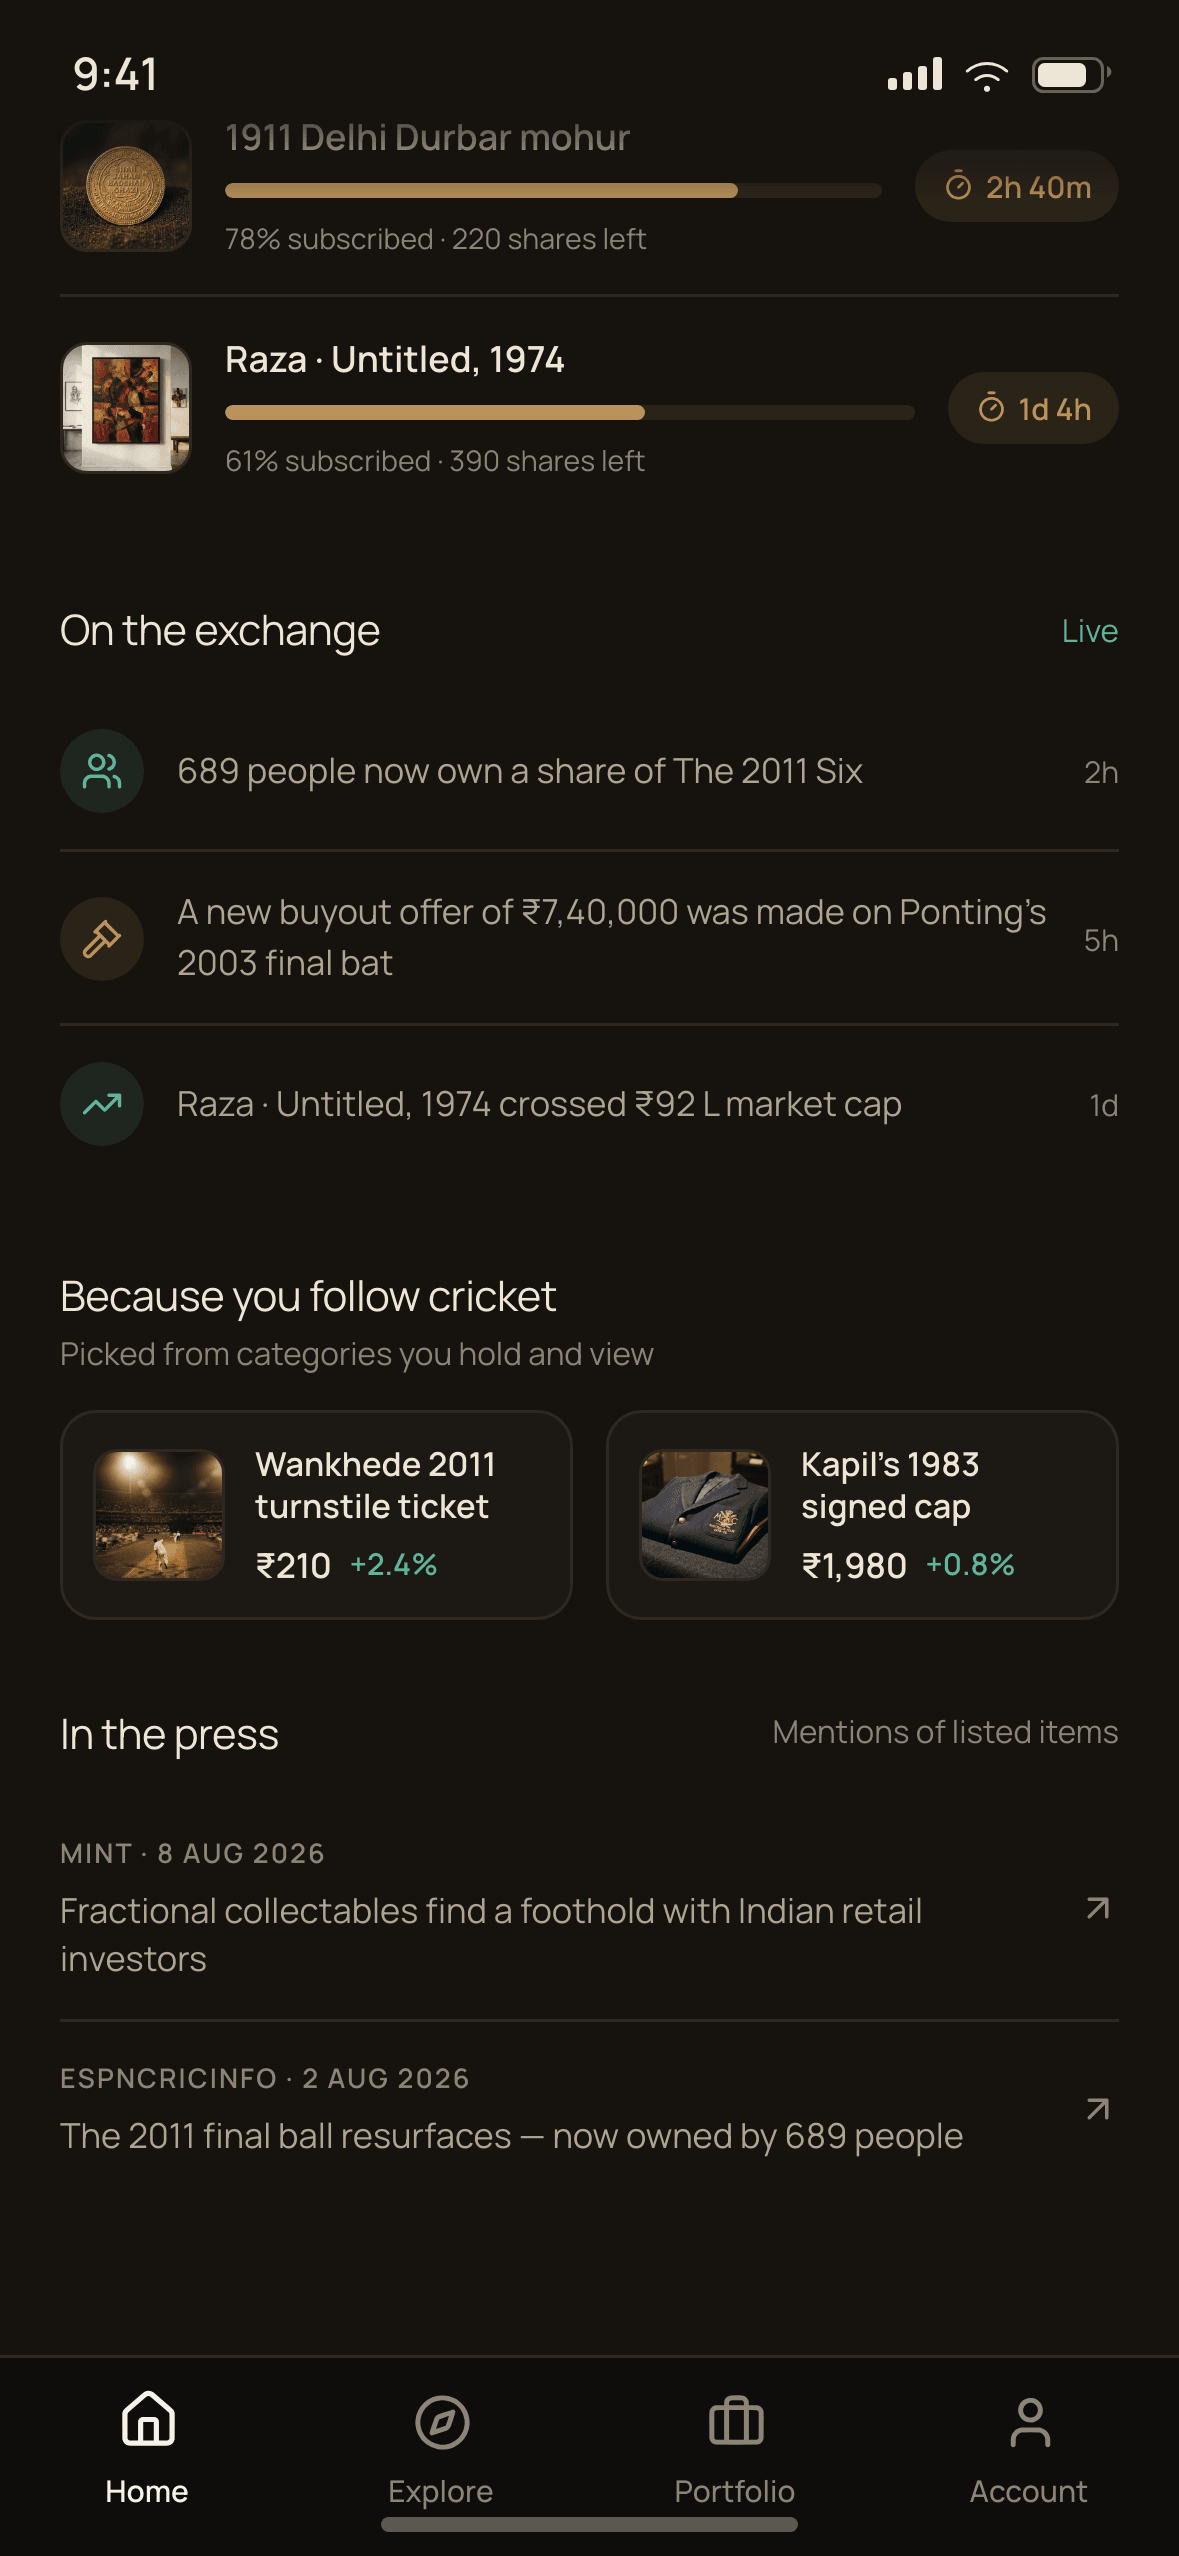 9:41
1911 Delhi Durbar mohur
2h 40m
78% subscribed · 220 shares left
Raza · Untitled, 1974
1d 4h
61% subscribed · 390 shares left
On the exchange
Live
689 people now own a share of The 2011 Six
2h
A new buyout offer of ₹7,40,000 was made on Ponting’s
2003 final bat
5h
Raza · Untitled, 1974 crossed ₹92 L market cap
1d
Because you follow cricket
Picked from categories you hold and view
Wankhede 2011
turnstile ticket
₹210 +2.4%
Kapil’s 1983
signed cap
₹1,980 +0.8%
In the press
Mentions of listed items
MINT · 8 AUG 2026
Fractional collectables find a foothold with Indian retail
investors
ESPNCRICINFO · 2 AUG 2026
The 2011 final ball resurfaces — now owned by 689 people
Home
Explore
Portfolio
Account